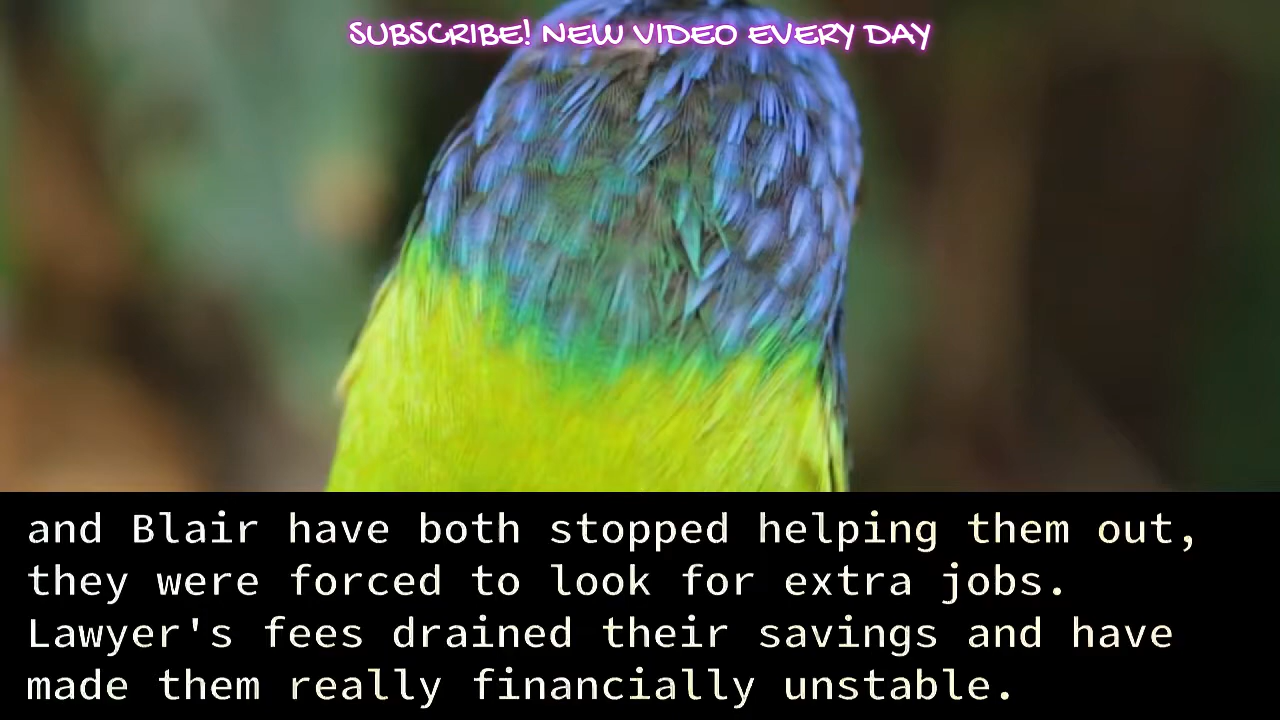 SUBSCRIBE! NEW VIDEO EVERY DAY
and Blair have both stopped helping them out,
they were forced to look for extra jobs.
Lawyer's fees drained their savings and have
made them really financially unstable.